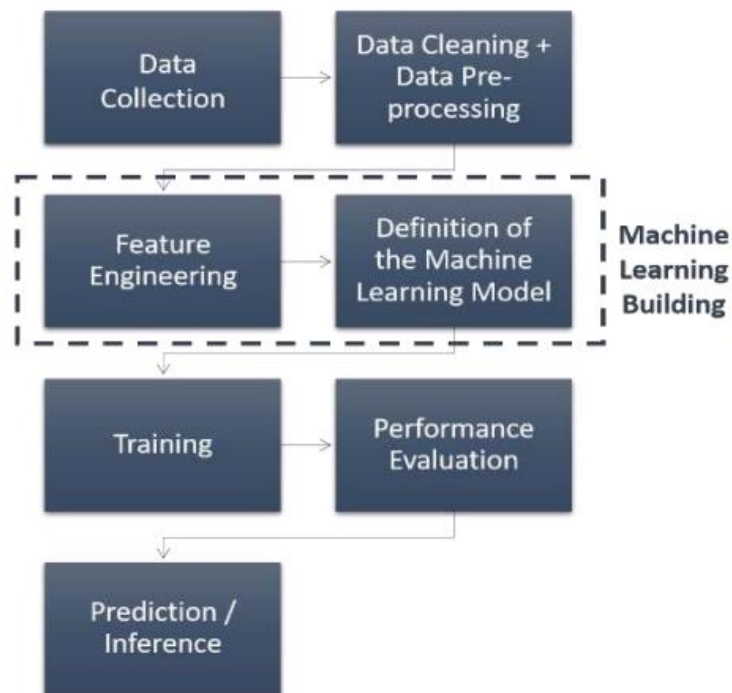 Data
Collection
Data Cleaning +
Data Pre-
processing
Feature
Engineering
Definition of
the Machine
Learning Model
Machine
Learning
Building
Training
Performance
Evaluation
Prediction /
Inference